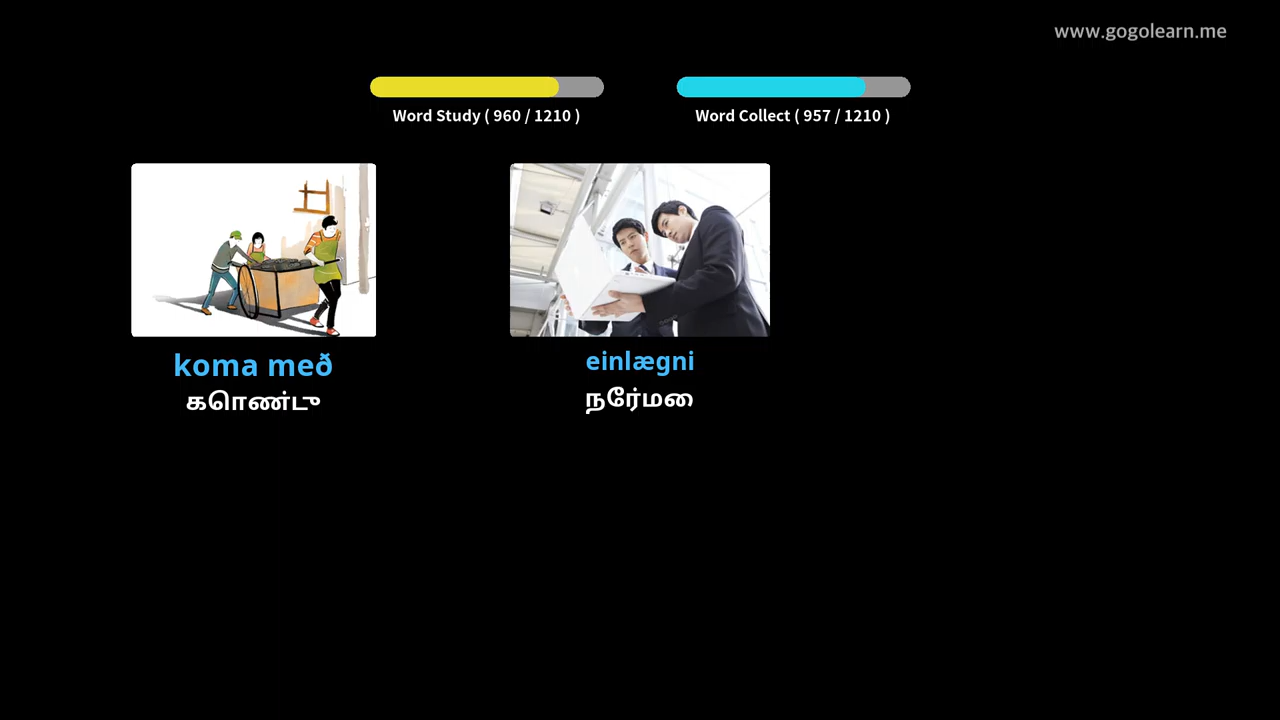 www.gogolearn.me
Word Study ( 960 / 1210 )
Word Collect ( 957 / 1210 )
koma með
கொண்டு
einlægni
நேர்மை